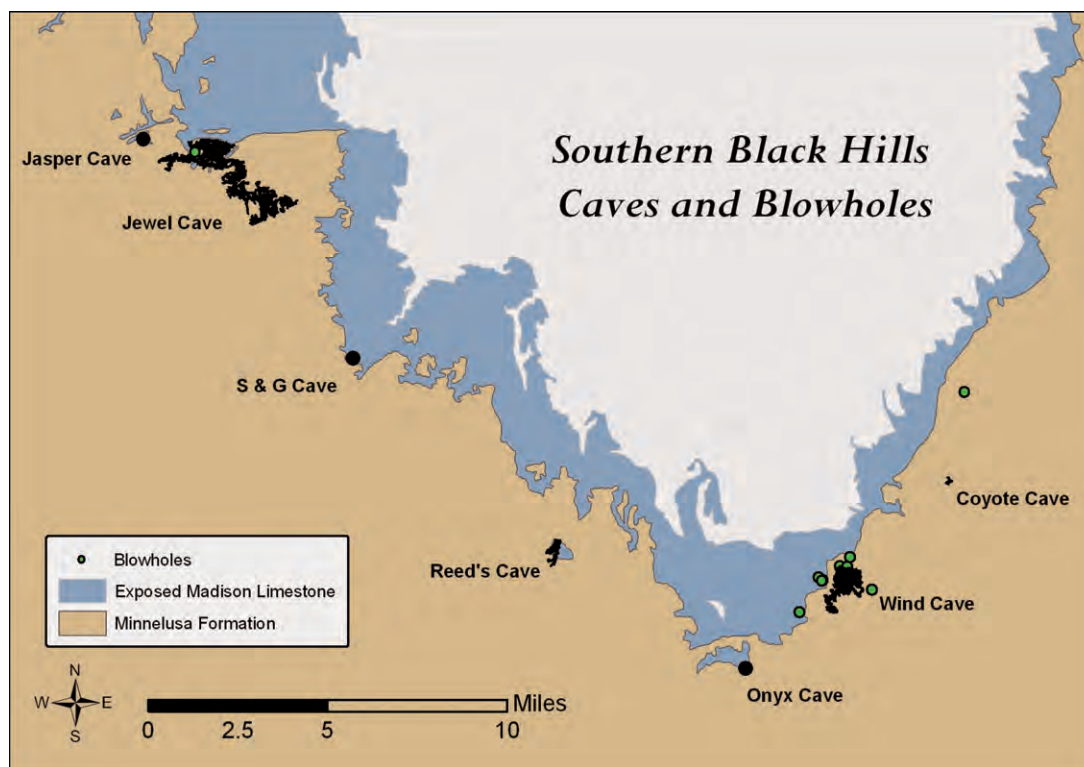 Southern Black Hills
Caves and Blowholes
Jasper Cave
Jewel Cave
S & G Cave
Coyote Cave
Reed's Cave
Wind Cave
Onyx Cave
Blowholes
Exposed Madison Limestone
Minnelusa Formation
N
W E
S
Miles
0 2.5 5 10